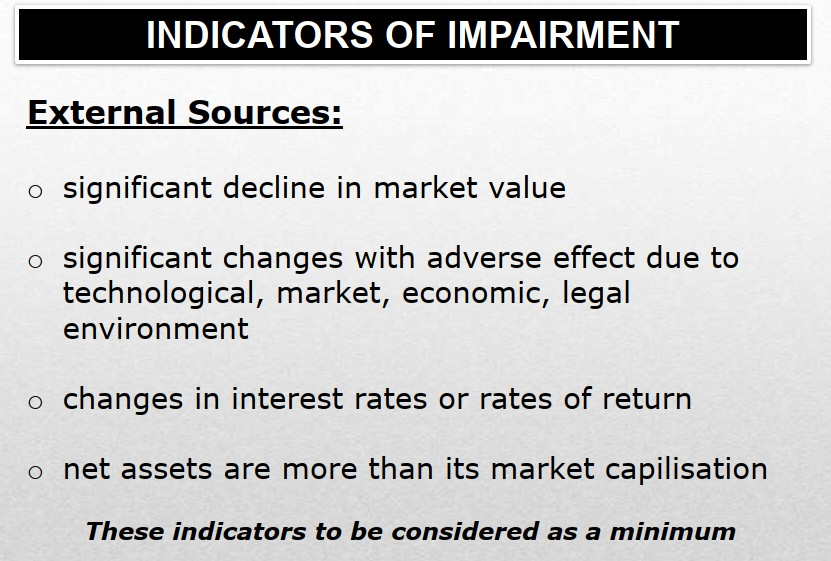 INDICATORS OF IMPAIRMENT
External Sources:
o significant decline in market value
o significant changes with adverse effect due to
technological, market, economic, legal
environment
o changes in interest rates or rates of return
o net assets are more than its market capilisation
These indicators to be considered as a minimum